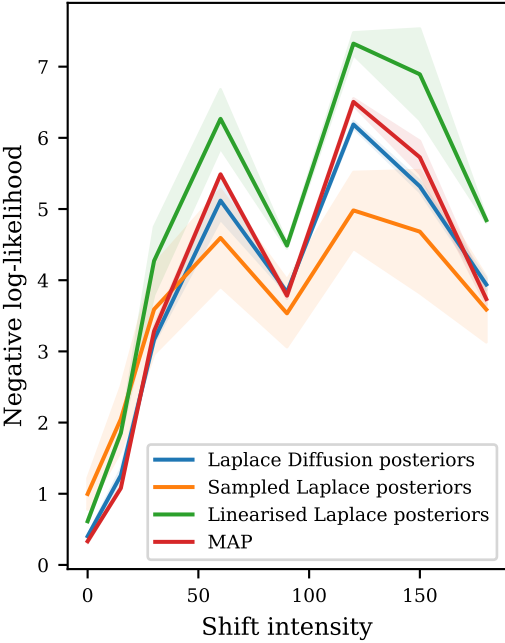 Negative log-likelihood
7
6
5
4
3
2
1
0
Laplace Diffusion posteriors
Sampled Laplace posteriors
Linearised Laplace posteriors
MAP
0 50 100 150
Shift intensity